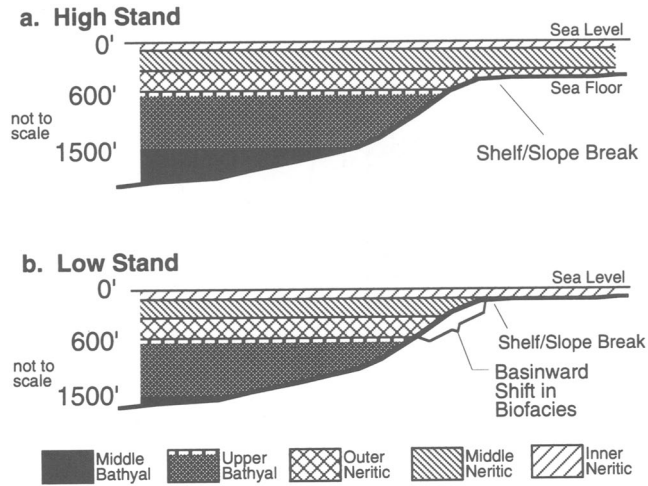 a. High Stand
Sea Level
0'
600'
Sea Floor
not to
scale
1500'
Shelf/Slope Break
b. Low Stand
Sea Level
0'
600'
Shelf/Slope Break
not to
scale
Basinward
Shift in
Biofacies
1500'
Middle
Bathyal
Upper
Bathyal
Outer
Neritic
Middle
Neritic
Inner
Neritic